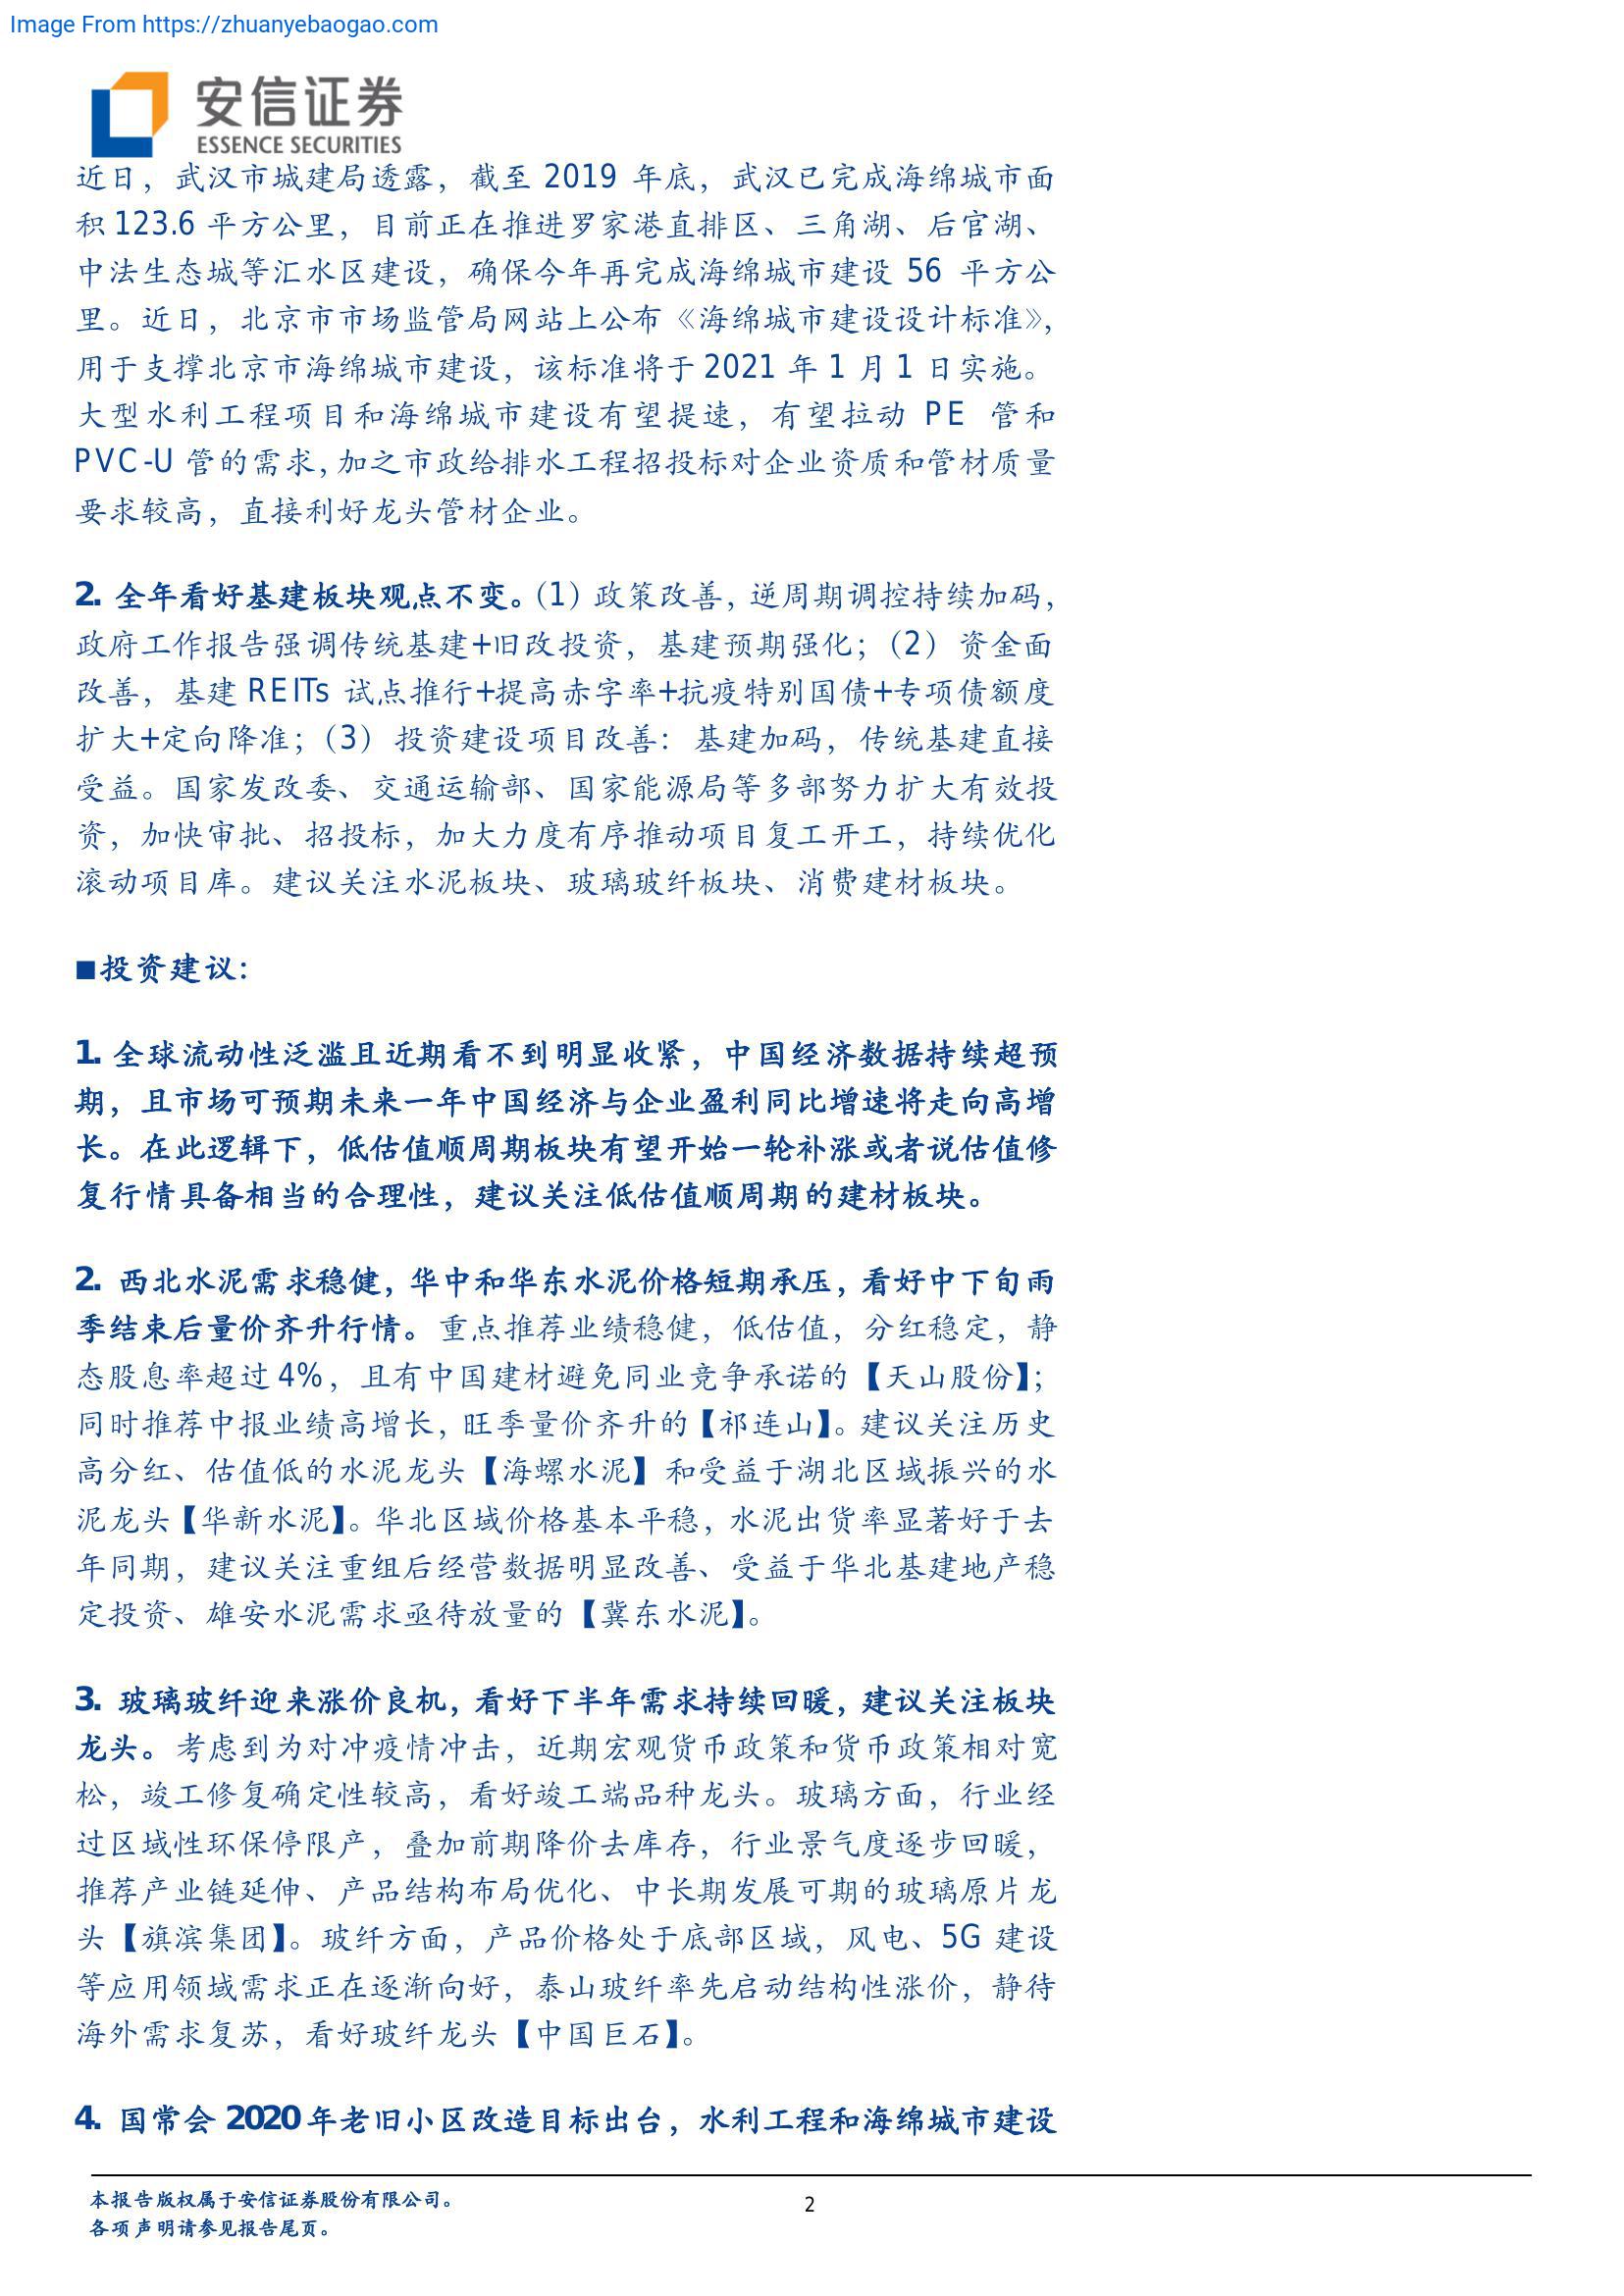 Image From https://zhuanyebaogao.com
安信证券
ESSENCE SECURITIES
近日，武汉市城建局透露，截至 2019 年底，武汉已完成海绵城市面
积 123.6 平方公里，目前正在推进罗家港直排区、三角湖、后官湖、
中法生态城等汇水区建设，确保今年再完成海绵城市建设 56 平方公
里。近日，北京市市场监管局网站上公布《海绵城市建设设计标准》，
用于支撑北京市海绵城市建设，该标准将于 2021 年 1 月 1 日实施。
大型水利工程项目和海绵城市建设有望提速，有望拉动 PE 管和
PVC-U 管的需求，加之市政给排水工程招投标对企业资质和管材质量
要求较高，直接利好龙头管材企业。
2. 全年看好基建板块观点不变。（1）政策改善，逆周期调控持续加码，
政府工作报告强调传统基建+旧改投资，基建预期强化；（2）资金面
改善，基建 REITs 试点推行+提高赤字率+抗疫特别国债+专项债额度
扩大+定向降准；（3）投资建设项目改善：基建加码，传统基建直接
受益。国家发改委、交通运输部、国家能源局等多部努力扩大有效投
资，加快审批、招投标，加大力度有序推动项目复工开工，持续优化
滚动项目库。建议关注水泥板块、玻璃玻纤板块、消费建材板块。
■投资建议：
1. 全球流动性泛滥且近期看不到明显收紧，中国经济数据持续超预
期，且市场可预期未来一年中国经济与企业盈利同比增速将走向高增
长。在此逻辑下，低估值顺周期板块有望开始一轮补涨或者说估值修
复行情具备相当的合理性，建议关注低估值顺周期的建材板块。
2. 西北水泥需求稳健，华中和华东水泥价格短期承压，看好中下旬雨
季结束后量价齐升行情。重点推荐业绩稳健，低估值，分红稳定，静
态股息率超过 4%，且有中国建材避免同业竞争承诺的【天山股份】；
同时推荐中报业绩高增长，旺季量价齐升的【祁连山】。建议关注历史
高分红、估值低的水泥龙头【海螺水泥】和受益于湖北区域振兴的水
泥龙头【华新水泥】。华北区域价格基本平稳，水泥出货率显著好于去
年同期，建议关注重组后经营数据明显改善、受益于华北基建地产稳
定投资、雄安水泥需求亟待放量的【冀东水泥】。
3. 玻璃玻纤迎来涨价良机，看好下半年需求持续回暖，建议关注板块
龙头。考虑到为对冲疫情冲击，近期宏观货币政策和货币政策相对宽
松，竣工修复确定性较高，看好竣工端品种龙头。玻璃方面，行业经
过区域性环保停限产，叠加前期降价去库存，行业景气度逐步回暖，
推荐产业链延伸、产品结构布局优化、中长期发展可期的玻璃原片龙
头【旗滨集团】。玻纤方面，产品价格处于底部区域，风电、5G 建设
等应用领域需求正在逐渐向好，泰山玻纤率先启动结构性涨价，静待
海外需求复苏，看好玻纤龙头【中国巨石】。
4. 国常会 2020 年老旧小区改造目标出台，水利工程和海绵城市建设
本报告版权属于安信证券股份有限公司。
2
各项声明请参见报告尾页。